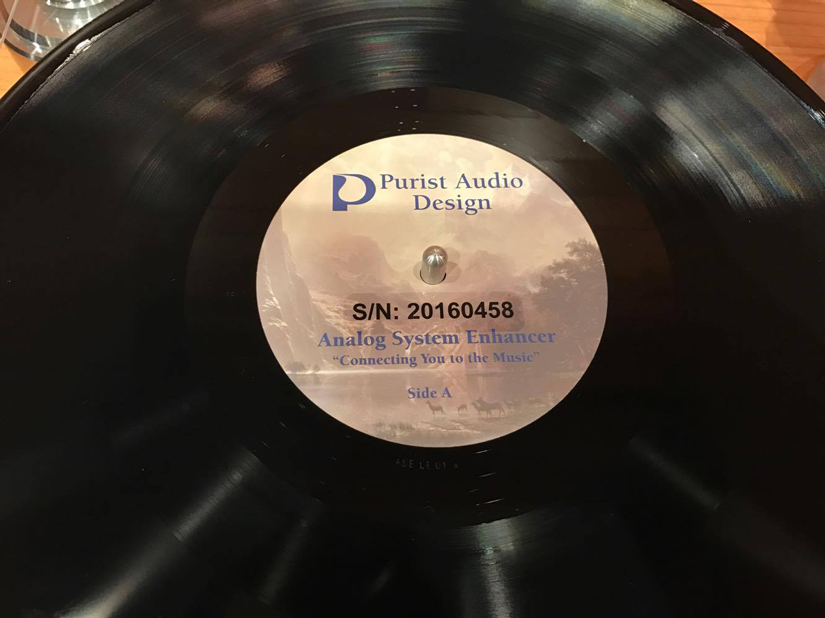 Purist Audio
Design
S/N: 20160458
Analog System Enhancer
"Connecting You to the Music"
Side A